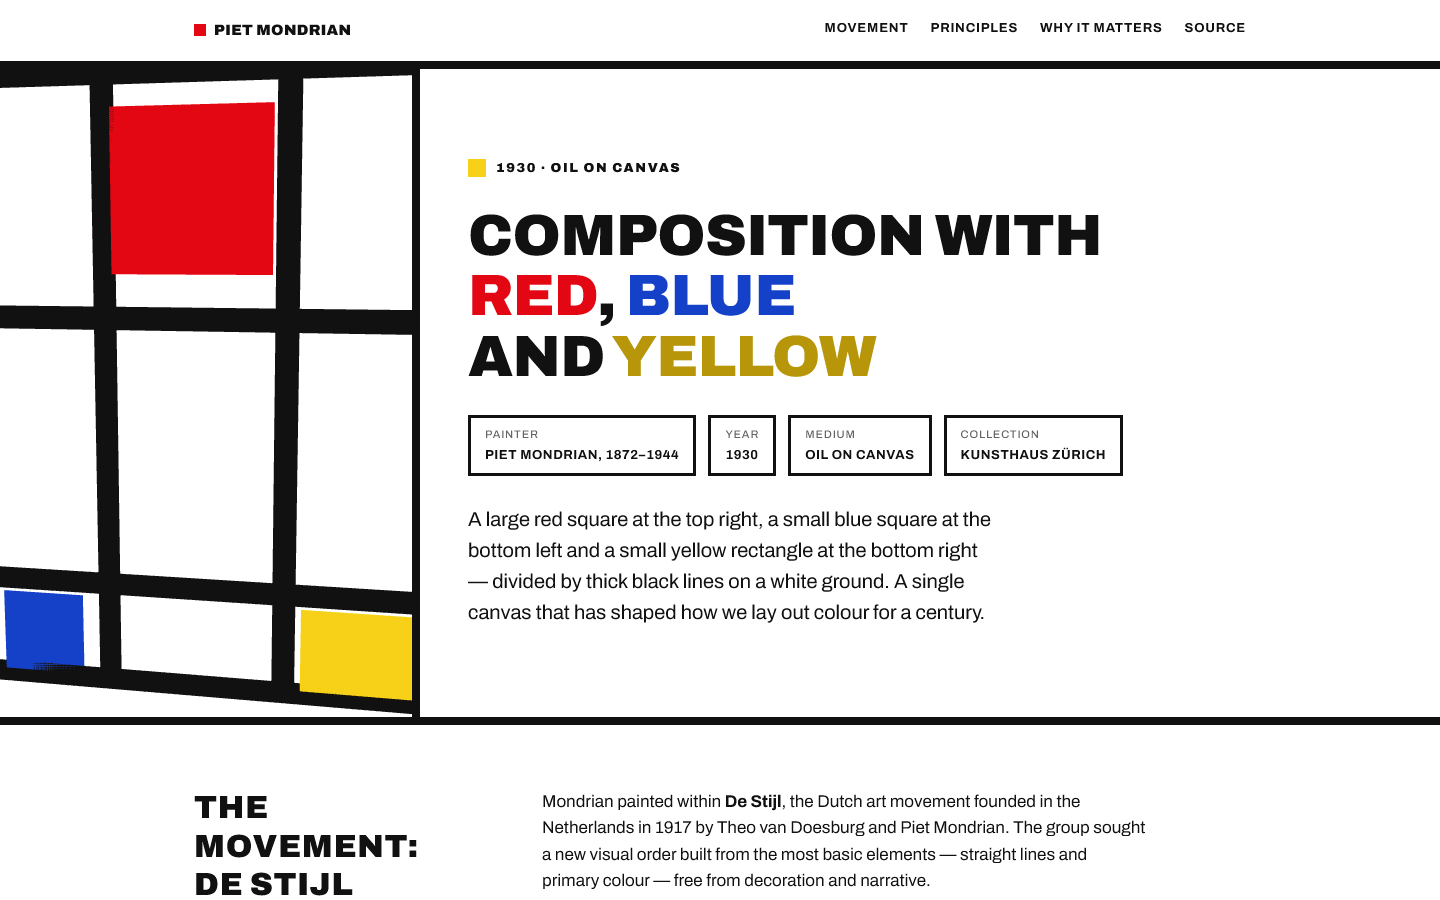 PIET MONDRIAN
MOVEMENT PRINCIPLES WHY IT MATTERS SOURCE
1930 · OIL ON CANVAS
COMPOSITION WITH
RED, BLUE
AND YELLOW
PAINTER
PIET MONDRIAN, 1872–1944
YEAR
1930
MEDIUM
OIL ON CANVAS
COLLECTION
KUNSTHAUS ZÜRICH
A large red square at the top right, a small blue square at the
bottom left and a small yellow rectangle at the bottom right
— divided by thick black lines on a white ground. A single
canvas that has shaped how we lay out colour for a century.
THE
MOVEMENT:
DE STIJL
Mondrian painted within De Stijl, the Dutch art movement founded in the
Netherlands in 1917 by Theo van Doesburg and Piet Mondrian. The group sought
a new visual order built from the most basic elements — straight lines and
primary colour — free from decoration and narrative.